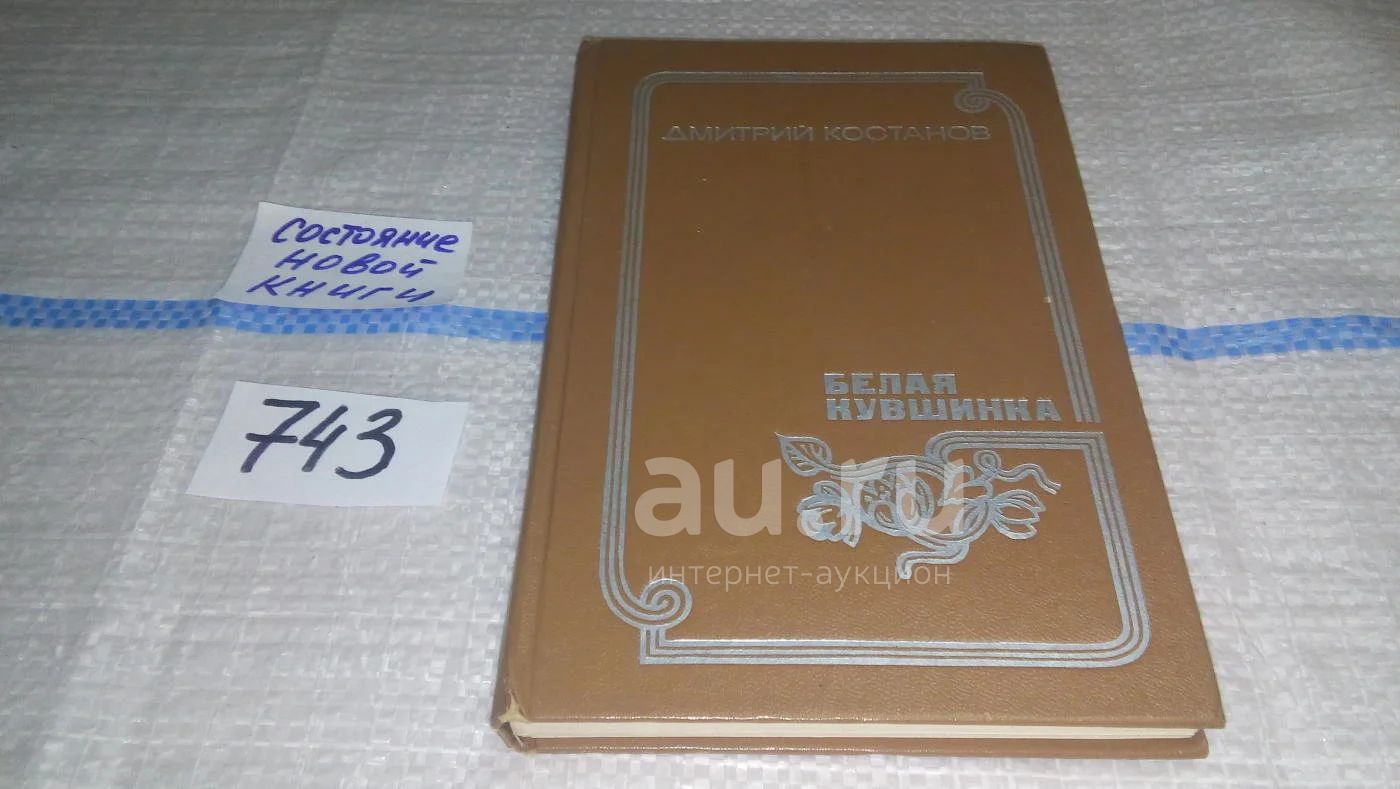 ДМИТРИЙ КОСТАНОВ
Состояние
новой
книги
743
БЕЛАЯ
КУВШИНКА
au.ru
интернет-аукцион